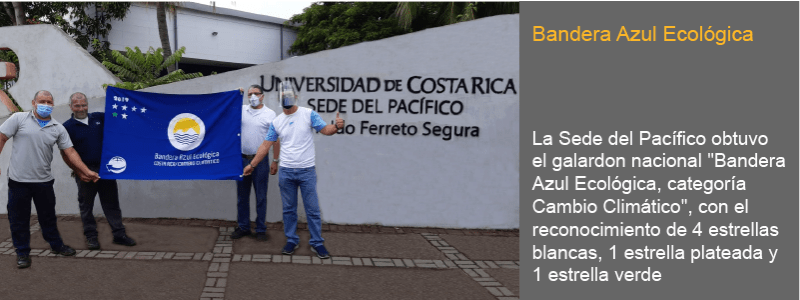 UNIVERSIDAD DE COSTA RICA
SEDE DEL PACÍFICO
do Ferreto Segura
2019
Bandera Azul ecológica
Bandera Azul Ecológica
La Sede del Pacífico obtuvo
el galardon nacional "Bandera
Azul Ecológica, categoría
Cambio Climático", con el
reconocimiento de 4 estrellas
blancas, 1 estrella plateada y
1 estrella verde